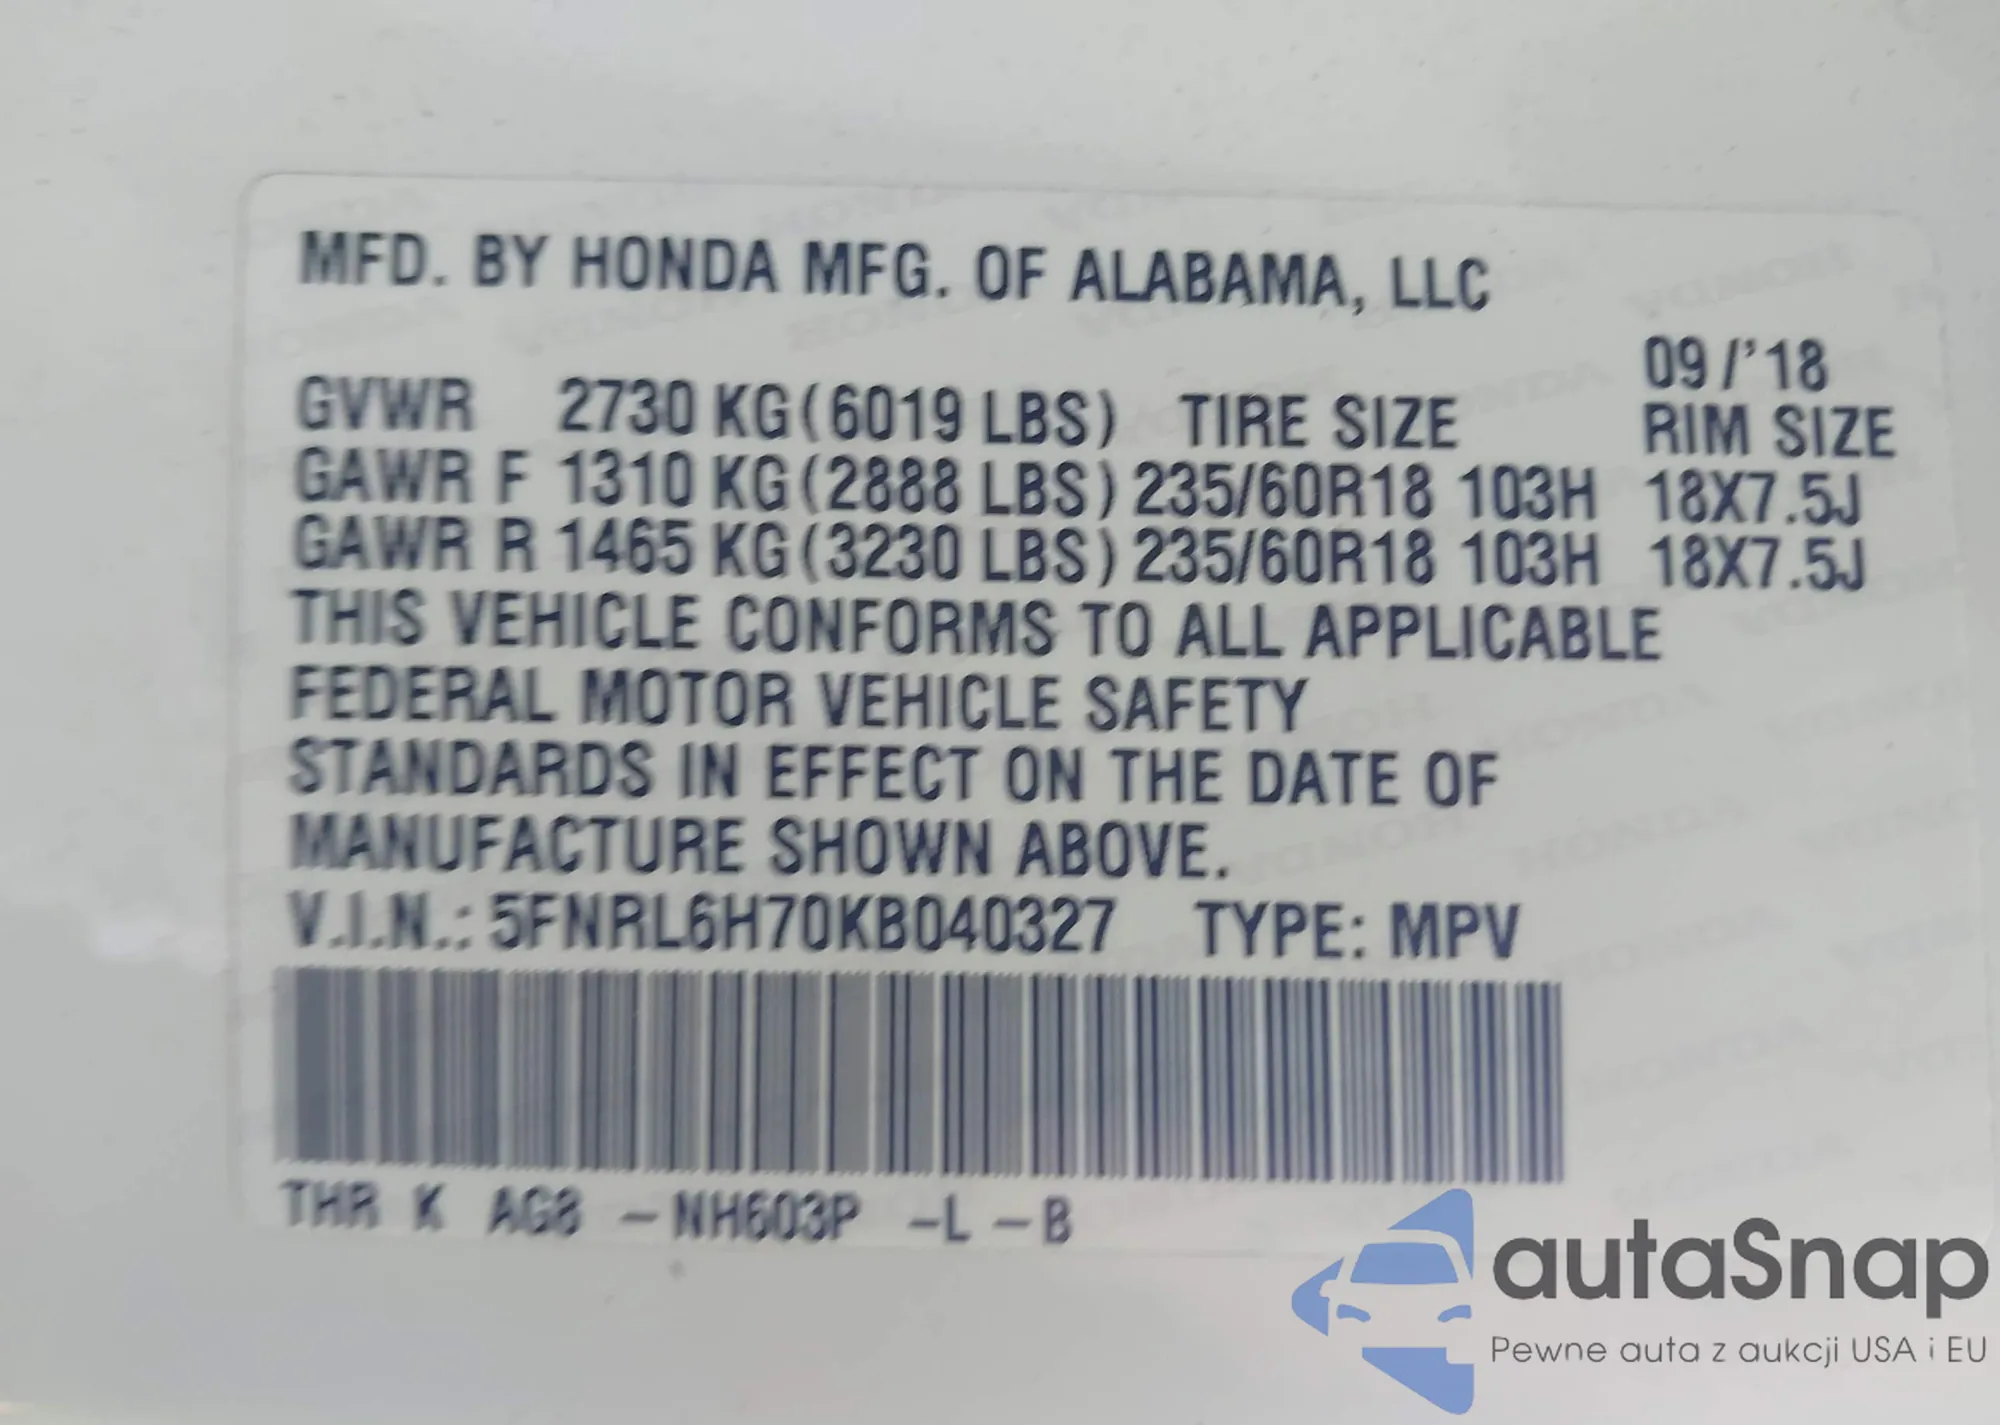 MFD. BY HONDA MFG. OF ALABAMA, LLC
09/'18
GVWR 2730 KG(6019 LBS) TIRE SIZE RIM SIZE
GAWR F 1310 KG(2888 LBS) 235/60R18 103H 18X7.5J
GAWR R 1465 KG(3230 LBS) 235/60R18 103H 18X7.5J
THIS VEHICLE CONFORMS TO ALL APPLICABLE
FEDERAL MOTOR VEHICLE SAFETY
STANDARDS IN EFFECT ON THE DATE OF
MANUFACTURE SHOWN ABOVE.
V.I.N.: 5FNRL6H70KB040327 TYPE: MPV
THR K AG8 -NH603P -L -B
autaSnap
Pewne auta z aukcji USA i EU